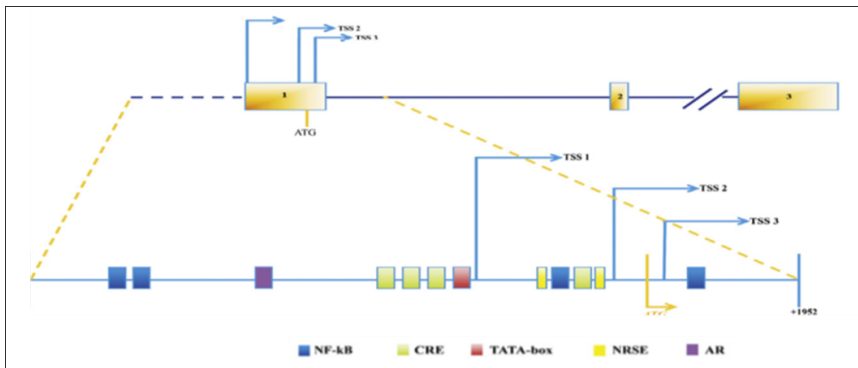 TSS 2
TSS 3
1
2
3
ATG
TSS 1
TSS 2
TSS 3
ATG
+1952
NF-kB
CRE
TATA-box
NRSE
AR